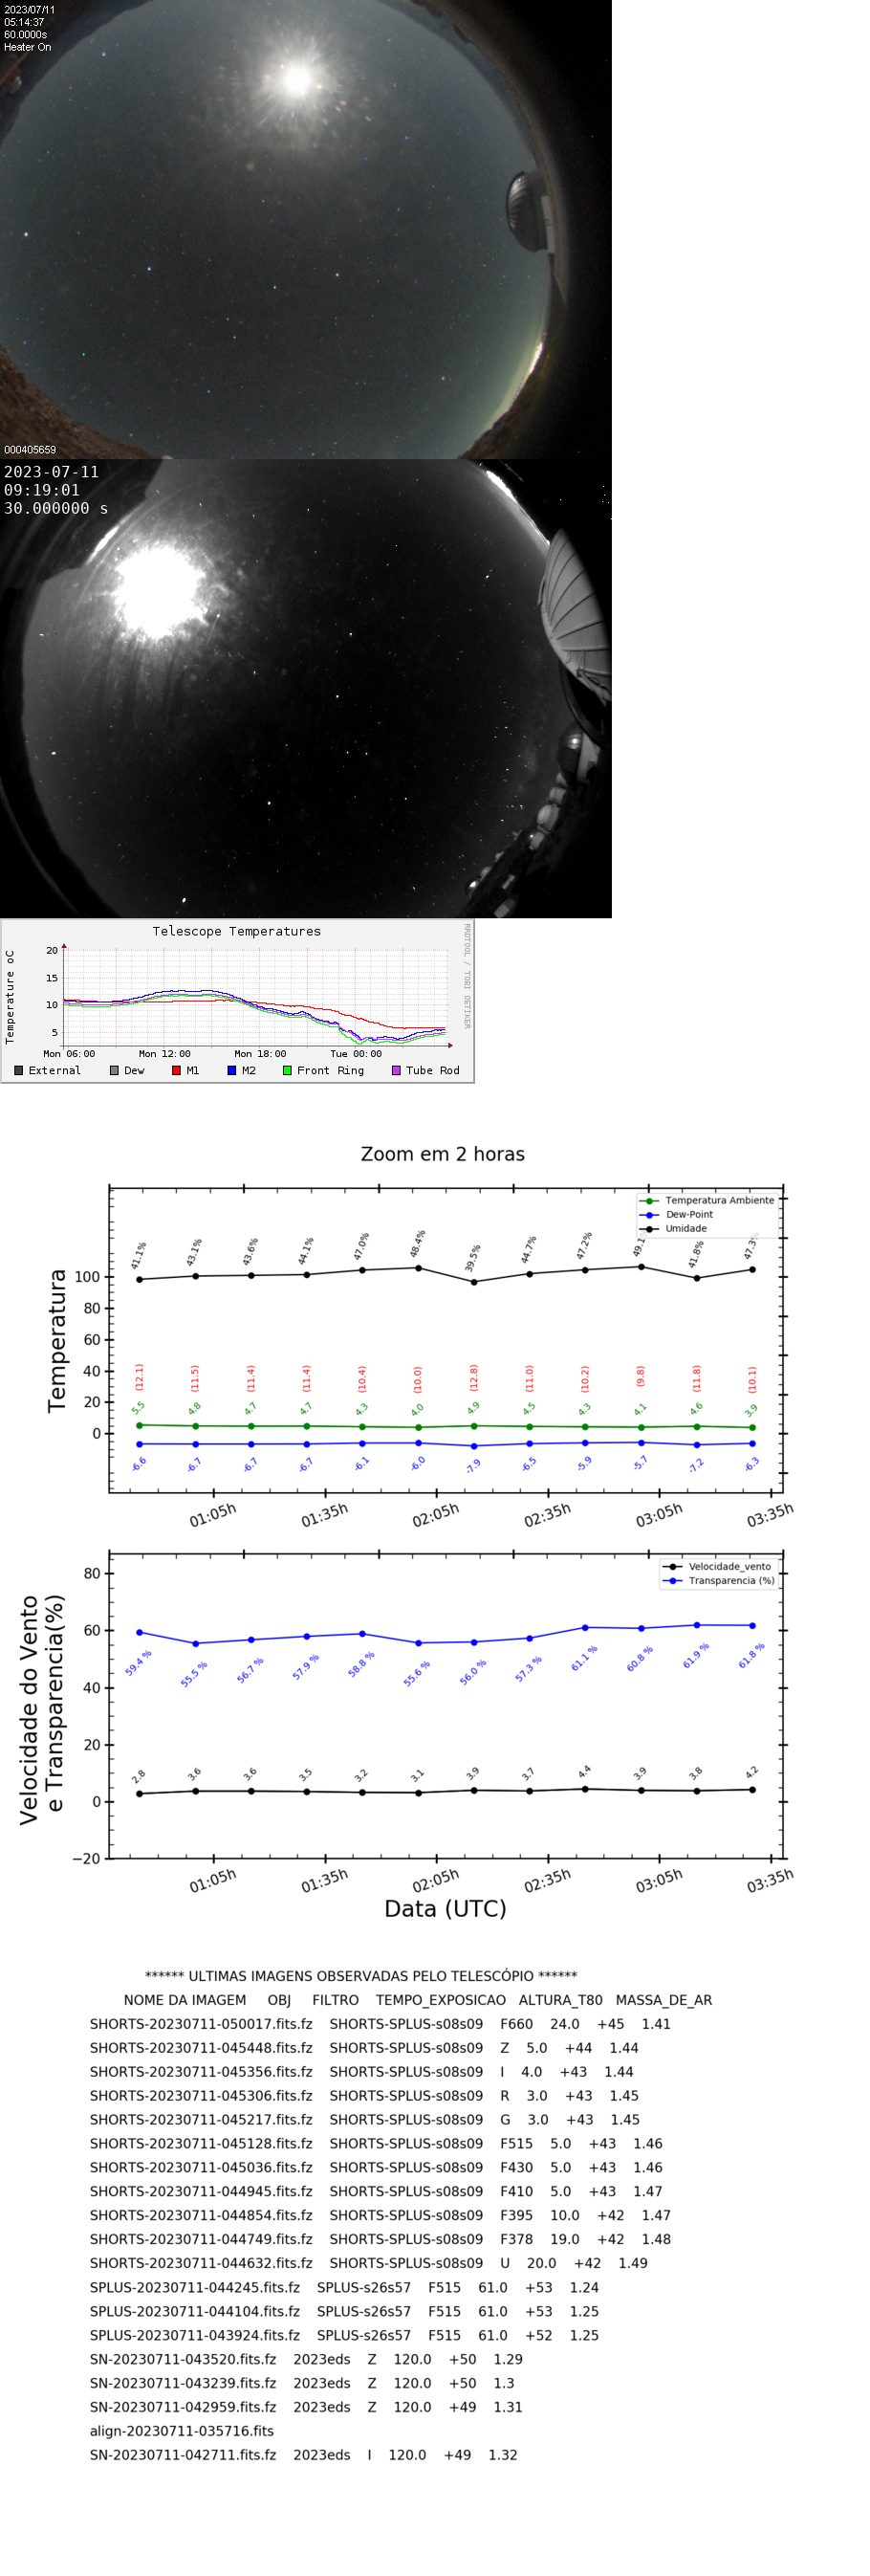 2023/07/11
05:14:37
60.0000s
Heater On
000405659
2023-07-11
09:19:01
30.000000 s
Telescope Temperatures
RRDTOOL / TOBI OETIKER
Temperature oC
20
15
10
5
Mon 06:00 Mon 12:00 Mon 18:00 Tue 00:00
External Dew M1 M2 Front Ring Tube Rod
Zoom em 2 horas
Temperatura Ambiente
Dew-Point
Umidade
41.1% 43.1% 43.6% 44.1% 47.0% 48.4% 39.5% 44.7% 47.2% 49.1 41.8% 47.3%
Temperatura
100
80
60
40
20
0
(12.1) (11.5) (11.4) (11.4) (10.4) (10.0) (12.8) (11.0) (10.2) (9.8) (11.8) (10.1)
5.5 4.8 4.7 4.7 4.3 4.0 4.9 4.5 4.3 4.1 4.6 3.9
-6.6 -6.7 -6.7 -6.7 -6.1 -6.0 -7.9 -6.5 -5.9 -5.7 -7.2 -6.3
01:05h 01:35h 02:05h 02:35h 03:05h 03:35h
Velocidade_vento
Transparencia (%)
Velocidade do Vento
e Transparencia(%)
80
60
40
20
0
−20
59.4 % 55.5 % 56.7 % 57.9 % 58.8 % 55.6 % 56.0 % 57.3 % 61.1 % 60.8 % 61.9 % 61.8 %
2.8 3.6 3.6 3.5 3.2 3.1 3.9 3.7 4.4 3.9 3.8 4.2
01:05h 01:35h 02:05h 02:35h 03:05h 03:35h
Data (UTC)
****** ULTIMAS IMAGENS OBSERVADAS PELO TELESCÓPIO ******
NOME DA IMAGEM OBJ FILTRO TEMPO_EXPOSICAO ALTURA_T80 MASSA_DE_AR
SHORTS-20230711-050017.fits.fz SHORTS-SPLUS-s08s09 F660 24.0 +45 1.41
SHORTS-20230711-045448.fits.fz SHORTS-SPLUS-s08s09 Z 5.0 +44 1.44
SHORTS-20230711-045356.fits.fz SHORTS-SPLUS-s08s09 I 4.0 +43 1.44
SHORTS-20230711-045306.fits.fz SHORTS-SPLUS-s08s09 R 3.0 +43 1.45
SHORTS-20230711-045217.fits.fz SHORTS-SPLUS-s08s09 G 3.0 +43 1.45
SHORTS-20230711-045128.fits.fz SHORTS-SPLUS-s08s09 F515 5.0 +43 1.46
SHORTS-20230711-045036.fits.fz SHORTS-SPLUS-s08s09 F430 5.0 +43 1.46
SHORTS-20230711-044945.fits.fz SHORTS-SPLUS-s08s09 F410 5.0 +43 1.47
SHORTS-20230711-044854.fits.fz SHORTS-SPLUS-s08s09 F395 10.0 +42 1.47
SHORTS-20230711-044749.fits.fz SHORTS-SPLUS-s08s09 F378 19.0 +42 1.48
SHORTS-20230711-044632.fits.fz SHORTS-SPLUS-s08s09 U 20.0 +42 1.49
SPLUS-20230711-044245.fits.fz SPLUS-s26s57 F515 61.0 +53 1.24
SPLUS-20230711-044104.fits.fz SPLUS-s26s57 F515 61.0 +53 1.25
SPLUS-20230711-043924.fits.fz SPLUS-s26s57 F515 61.0 +52 1.25
SN-20230711-043520.fits.fz 2023eds Z 120.0 +50 1.29
SN-20230711-043239.fits.fz 2023eds Z 120.0 +50 1.3
SN-20230711-042959.fits.fz 2023eds Z 120.0 +49 1.31
align-20230711-035716.fits
SN-20230711-042711.fits.fz 2023eds I 120.0 +49 1.32